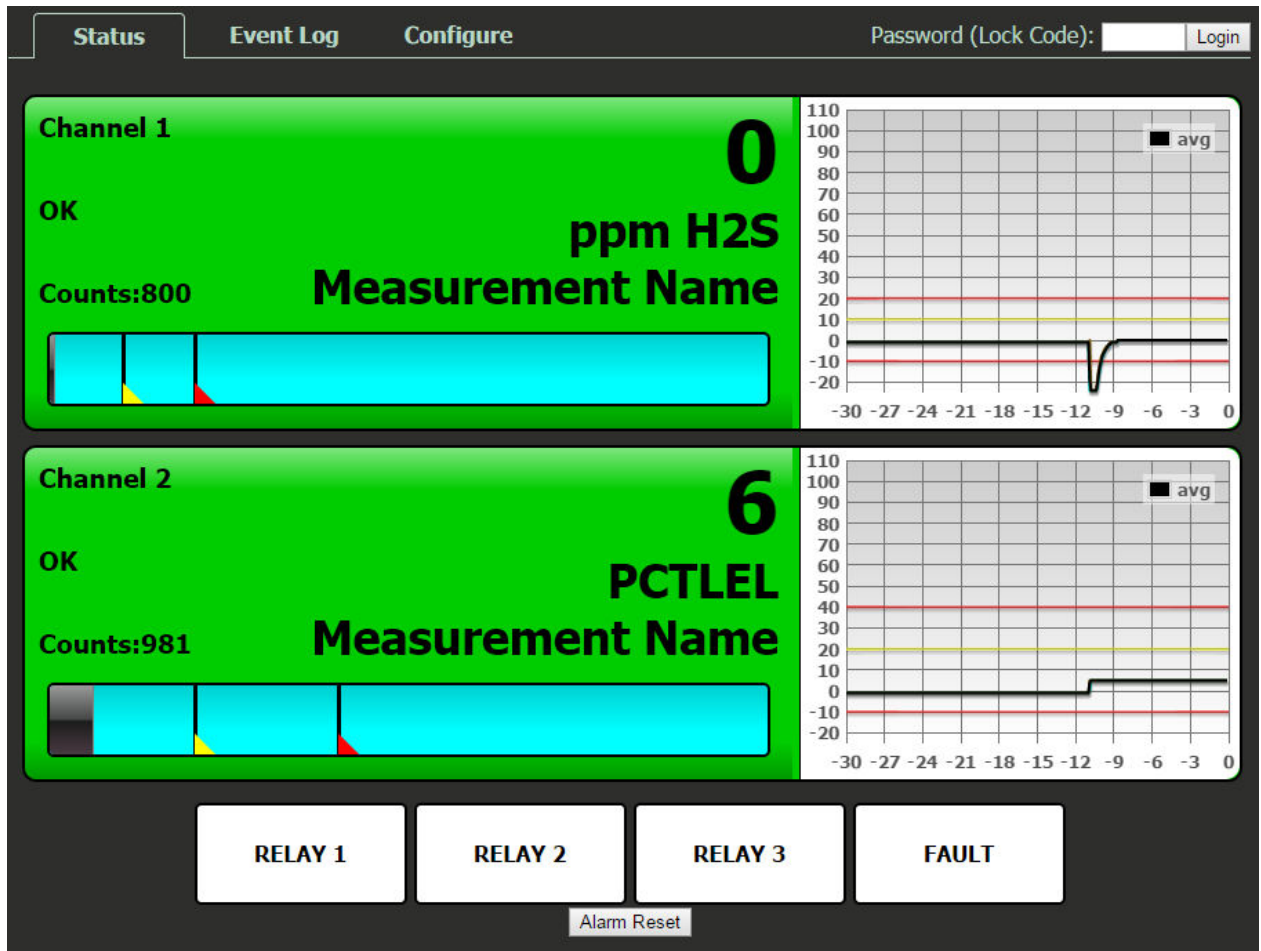 Status Event Log Configure Password (Lock Code): Login
Channel 1
0
OK
ppm H2S
Counts:800 Measurement Name
110
100
90
80
70
60
50
40
30
20
10
0
-10
-20
avg
-30 -27 -24 -21 -18 -15 -12 -9 -6 -3 0
Channel 2
6
OK
PCTLEL
Counts:981 Measurement Name
110
100
90
80
70
60
50
40
30
20
10
0
-10
-20
avg
-30 -27 -24 -21 -18 -15 -12 -9 -6 -3 0
RELAY 1 RELAY 2 RELAY 3 FAULT
Alarm Reset